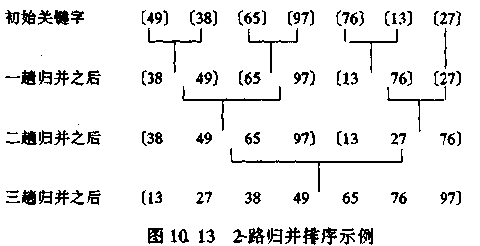 初始关键字 〔49〕 〔38〕 〔65〕 〔97〕 〔76〕 〔13〕 〔27〕
一趟归并之后 〔38 49〕 〔65 97〕 〔13 76〕 〔27〕
二趟归并之后 〔38 49 65 97〕 〔13 27 76〕
三趟归并之后 〔13 27 38 49 65 76 97〕
图 10.13 2-路归并排序示例